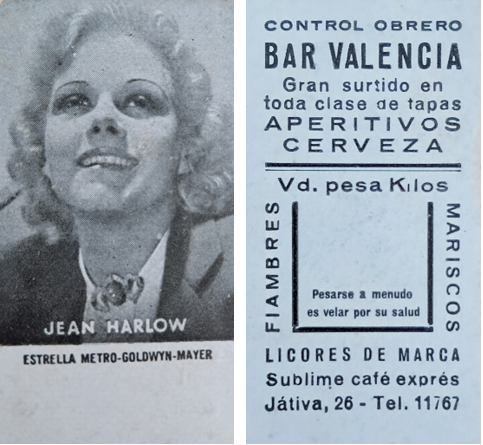 JEAN HARLOW
ESTRELLA METRO-GOLDWYN-MAYER
CONTROL OBRERO
BAR VALENCIA
Gran surtido en
toda clase de tapas
APERITIVOS
CERVEZA
Vd. pesa Kilos
FIAMBRES
Pesarse a menudo
es velar por su salud
MARISCOS
LICORES DE MARCA
Sublime café exprés
Játiva, 26 - Tel. 11767